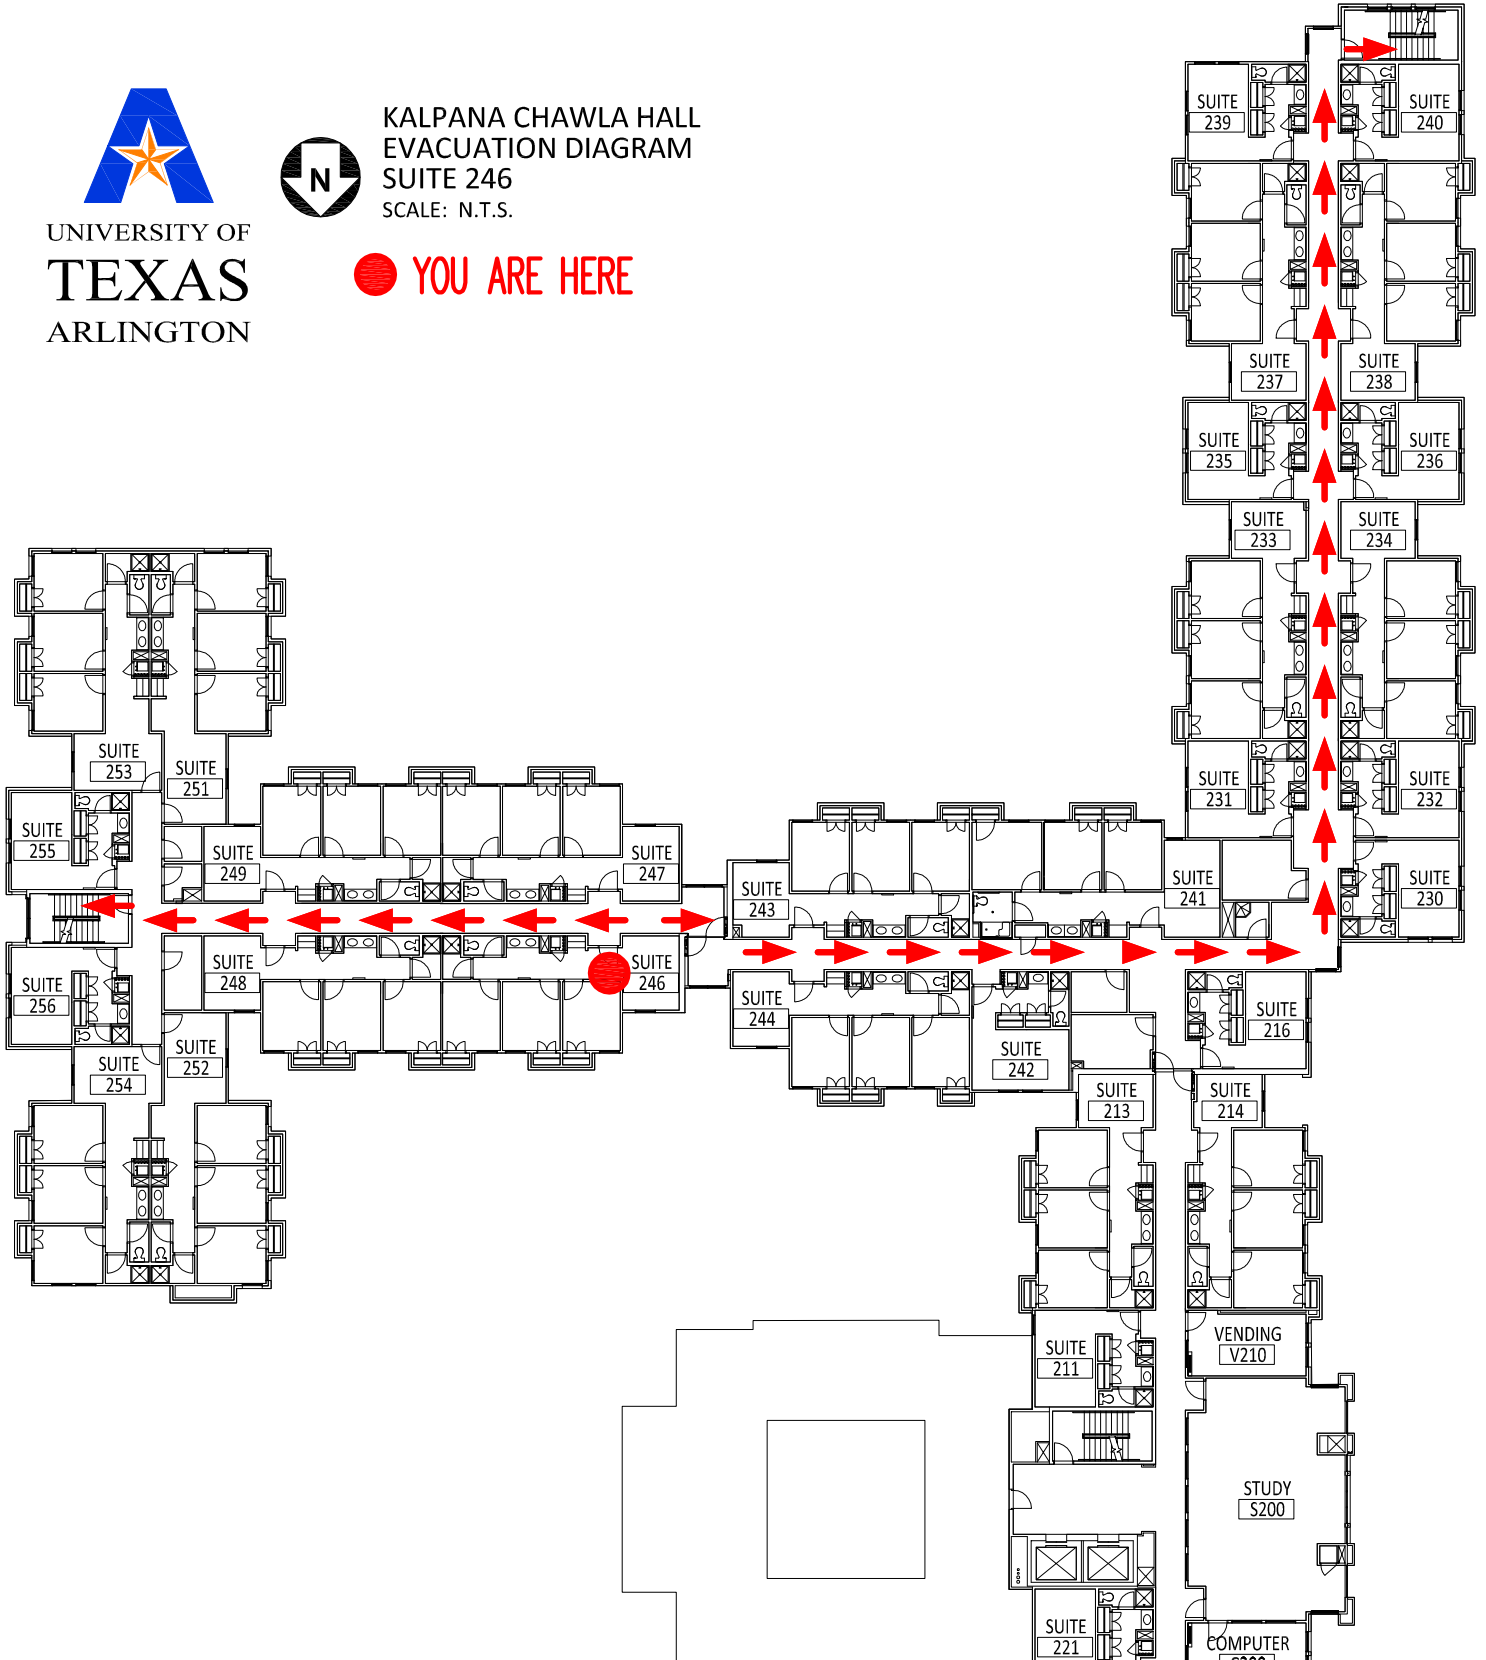 UNIVERSITY OF
TEXAS
ARLINGTON
N
KALPANA CHAWLA HALL
EVACUATION DIAGRAM
SUITE 246
SCALE: N.T.S.
YOU ARE HERE
SUITE
239
SUITE
240
SUITE
237
SUITE
238
SUITE
235
SUITE
236
SUITE
233
SUITE
234
SUITE
231
SUITE
232
SUITE
253
SUITE
251
SUITE
255
SUITE
249
SUITE
247
SUITE
243
SUITE
241
SUITE
230
SUITE
256
SUITE
248
SUITE
246
SUITE
244
SUITE
242
SUITE
216
SUITE
254
SUITE
252
SUITE
213
SUITE
214
SUITE
211
VENDING
V210
STUDY
S200
SUITE
221
COMPUTER